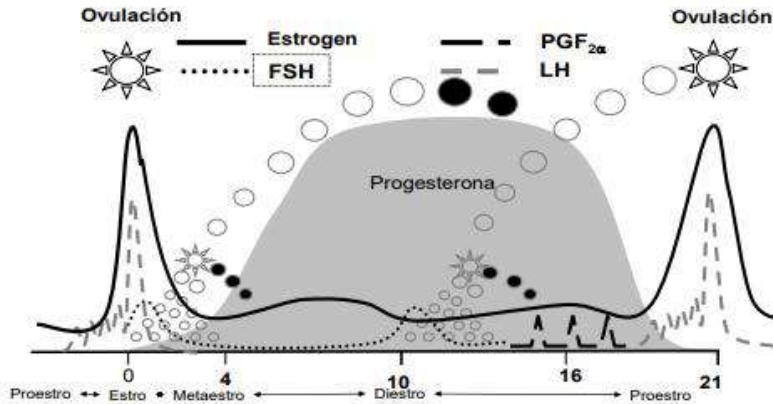 Ovulación
Ovulación
Estrogen
PGF2α
FSH
LH
Progesterona
0 4 10 16 21
Proestro Estro Metaestro Diestro Proestro